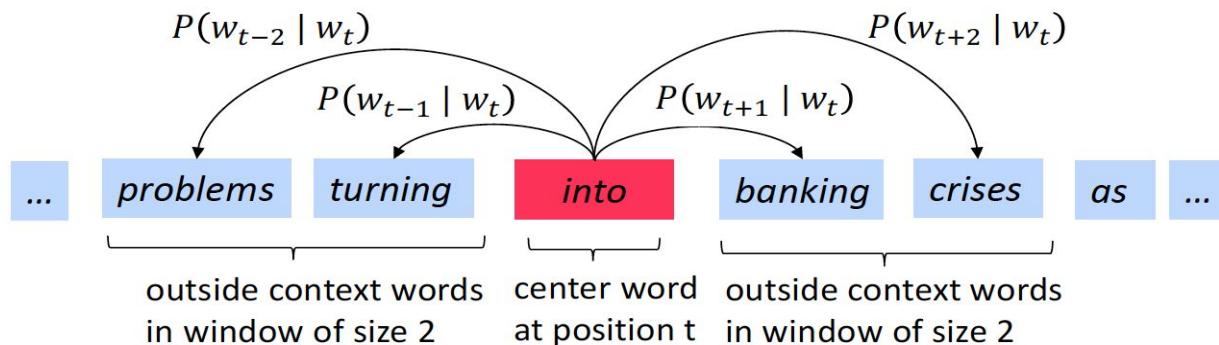 P(w_{t−2} | w_t)
P(w_{t+2} | w_t)
P(w_{t−1} | w_t)
P(w_{t+1} | w_t)
... problems turning into banking crises as ...
outside context words
in window of size 2
center word
at position t
outside context words
in window of size 2